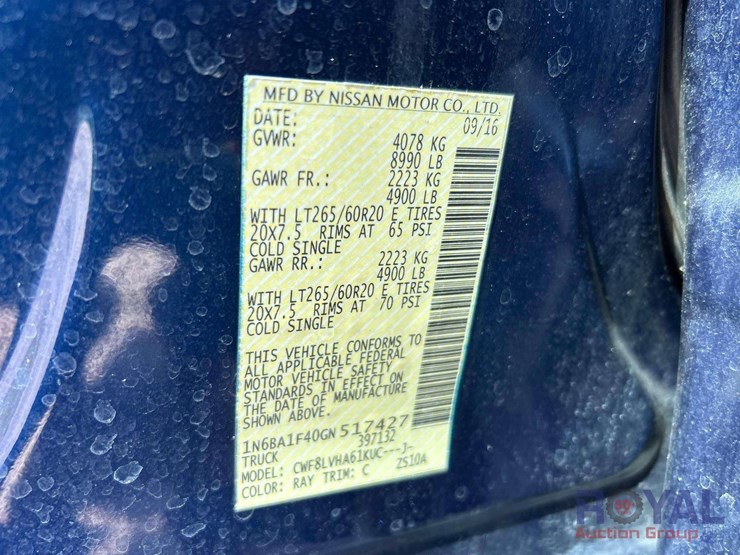 MFD BY NISSAN MOTOR CO., LTD.
DATE: 09/16
GVWR: 4078 KG
8990 LB
GAWR FR.: 2223 KG
4900 LB
WITH LT265/60R20 E TIRES
20X7.5 RIMS AT 65 PSI
COLD SINGLE
GAWR RR.: 2223 KG
4900 LB
WITH LT265/60R20 E TIRES
20X7.5 RIMS AT 70 PSI
COLD SINGLE
THIS VEHICLE CONFORMS TO
ALL APPLICABLE FEDERAL
MOTOR VEHICLE SAFETY
STANDARDS IN EFFECT ON
THE DATE OF MANUFACTURE
SHOWN ABOVE.
1N6BA1F40GN517427
TRUCK 397132
MODEL: CWF8LVHA61KUC---J-
COLOR: RAY TRIM: C ZS10A
ROYAL
Auction Group